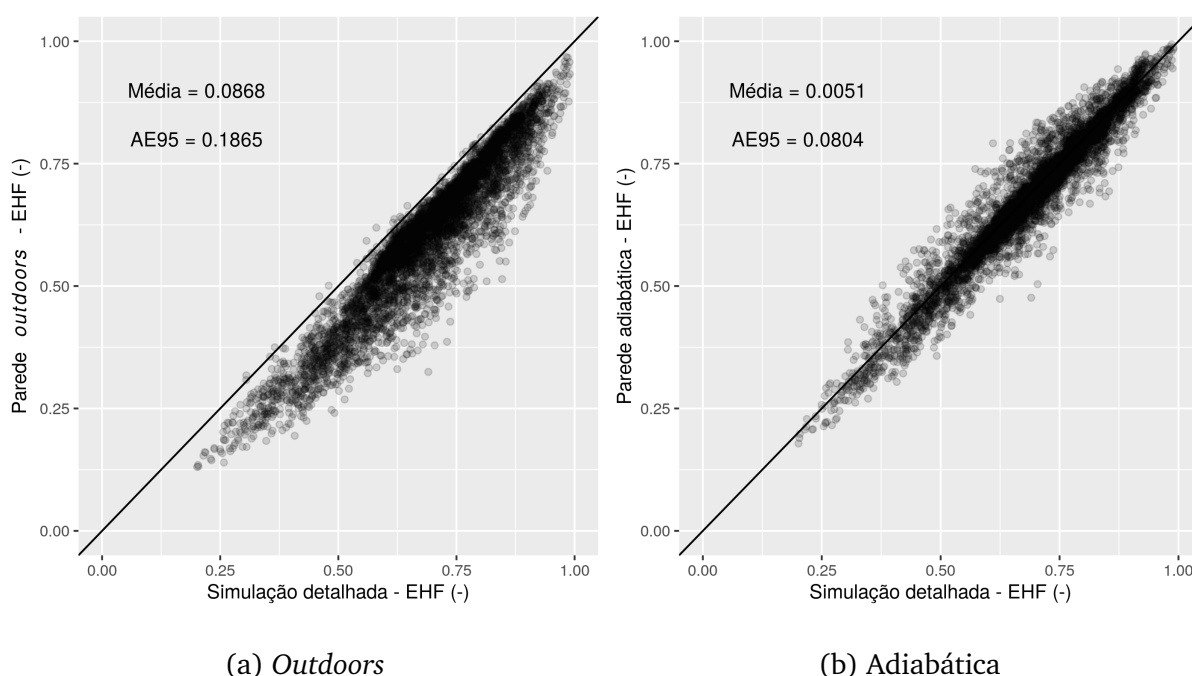 1.00
0.75
0.50
0.25
0.00
Parede outdoors - EHF (-)
Média = 0.0868
AE95 = 0.1865
0.00 0.25 0.50 0.75 1.00
Simulação detalhada - EHF (-)
(a) Outdoors
1.00
0.75
0.50
0.25
0.00
Parede adiabática - EHF (-)
Média = 0.0051
AE95 = 0.0804
0.00 0.25 0.50 0.75 1.00
Simulação detalhada - EHF (-)
(b) Adiabática